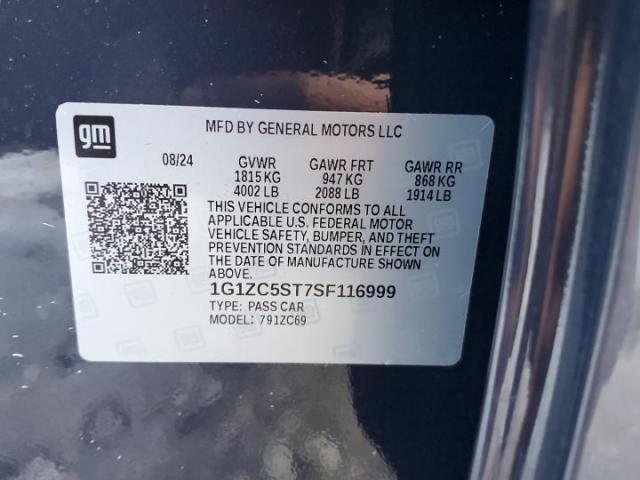 gm
MFD BY GENERAL MOTORS LLC
08/24 GVWR GAWR FRT GAWR RR
1815 KG 947 KG 868 KG
4002 LB 2088 LB 1914 LB
THIS VEHICLE CONFORMS TO ALL
APPLICABLE U.S. FEDERAL MOTOR
VEHICLE SAFETY, BUMPER, AND THEFT
PREVENTION STANDARDS IN EFFECT ON
THE DATE OF MANUFACTURE SHOWN
ABOVE.
1G1ZC5ST7SF116999
TYPE: PASS CAR
MODEL: 791ZC69